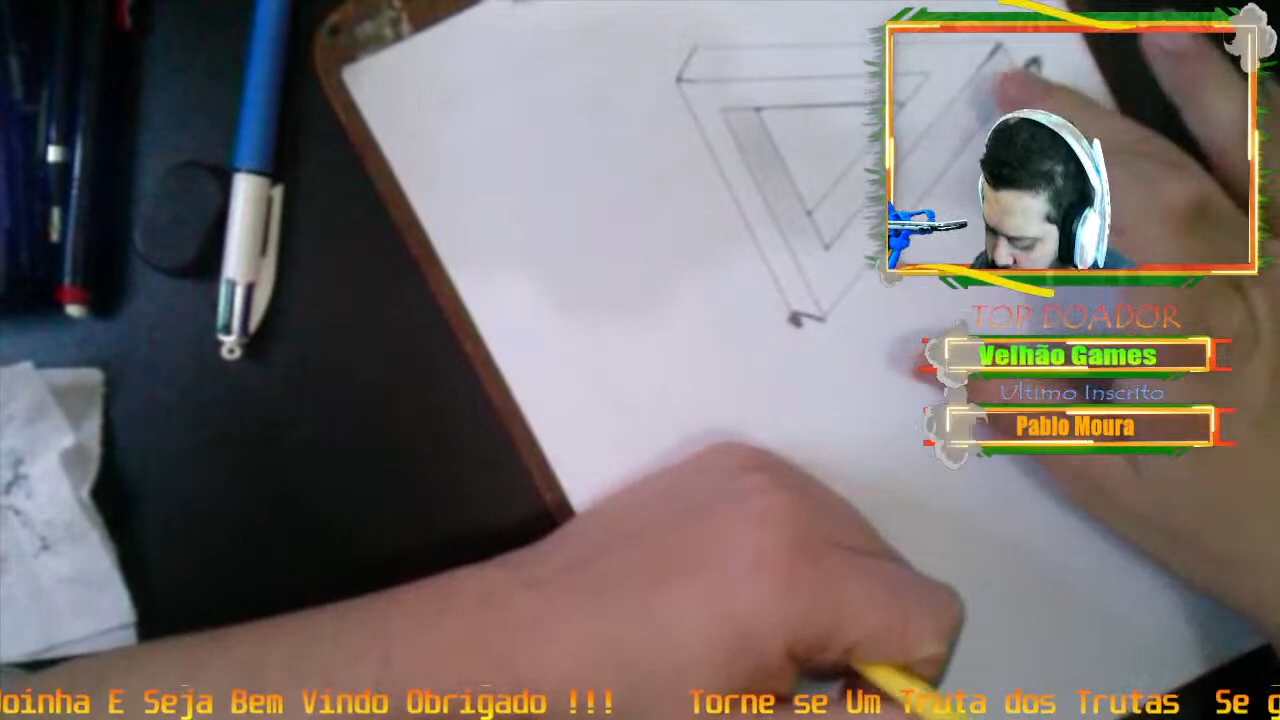 TOP DOADOR
Velhão Games
Ultimo Inscrito
Pablo Moura
Joinha E Seja Bem Vindo Obrigado !!! Torne se Um Truta dos Trutas Se